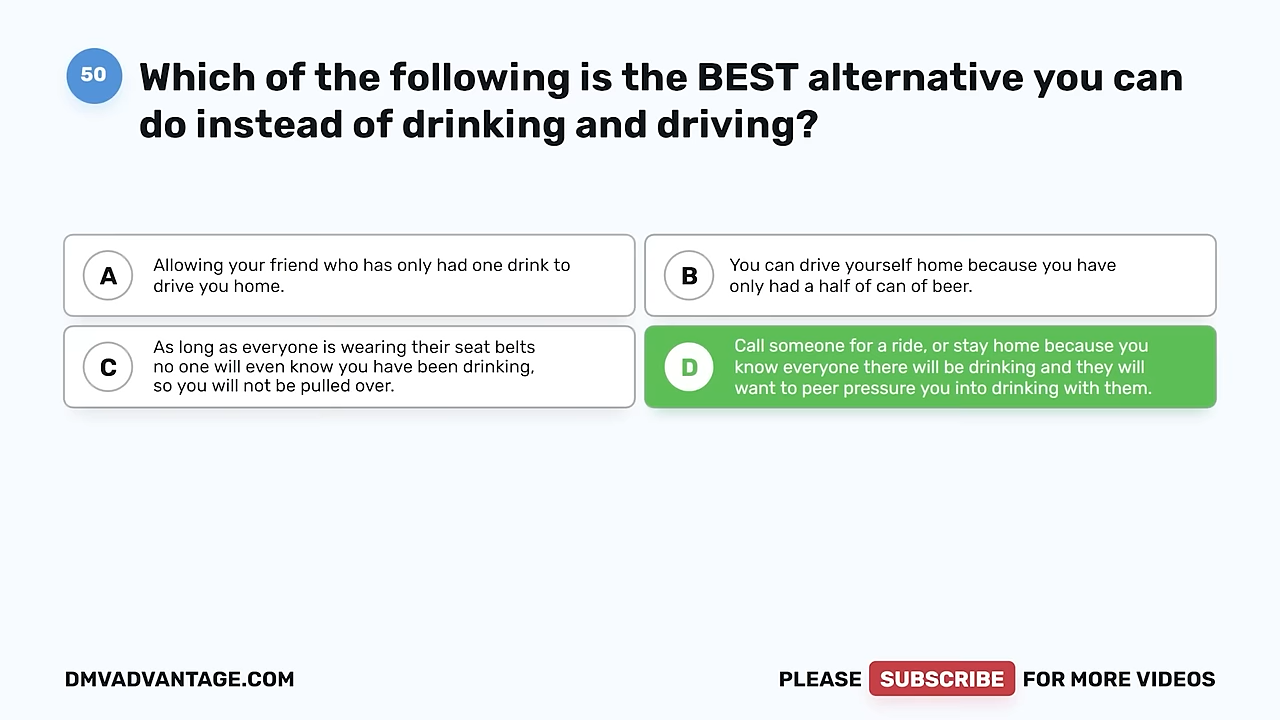 50
Which of the following is the BEST alternative you can
do instead of drinking and driving?
A
Allowing your friend who has only had one drink to
drive you home.
B
You can drive yourself home because you have
only had a half of can of beer.
C
As long as everyone is wearing their seat belts
no one will even know you have been drinking,
so you will not be pulled over.
D
Call someone for a ride, or stay home because you
know everyone there will be drinking and they will
want to peer pressure you into drinking with them.
DMVADVANTAGE.COM
PLEASE SUBSCRIBE FOR MORE VIDEOS